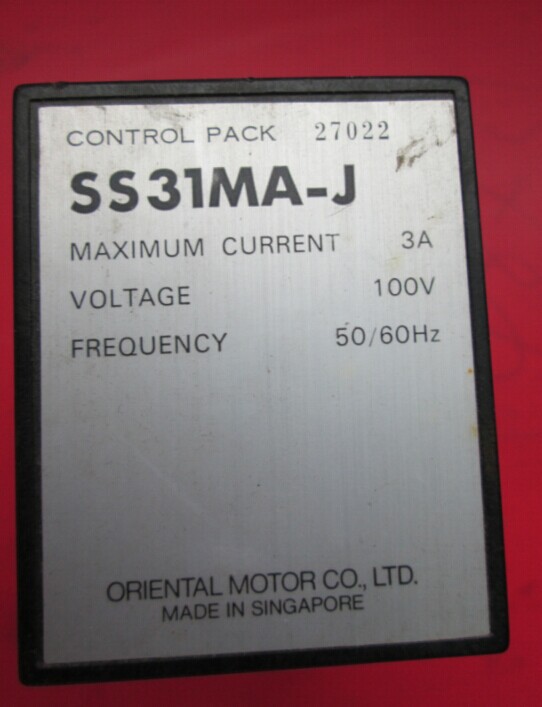 CONTROL PACK 27022
SS31MA-J
MAXIMUM CURRENT 3A
VOLTAGE 100V
FREQUENCY 50/60Hz
ORIENTAL MOTOR CO., LTD.
MADE IN SINGAPORE